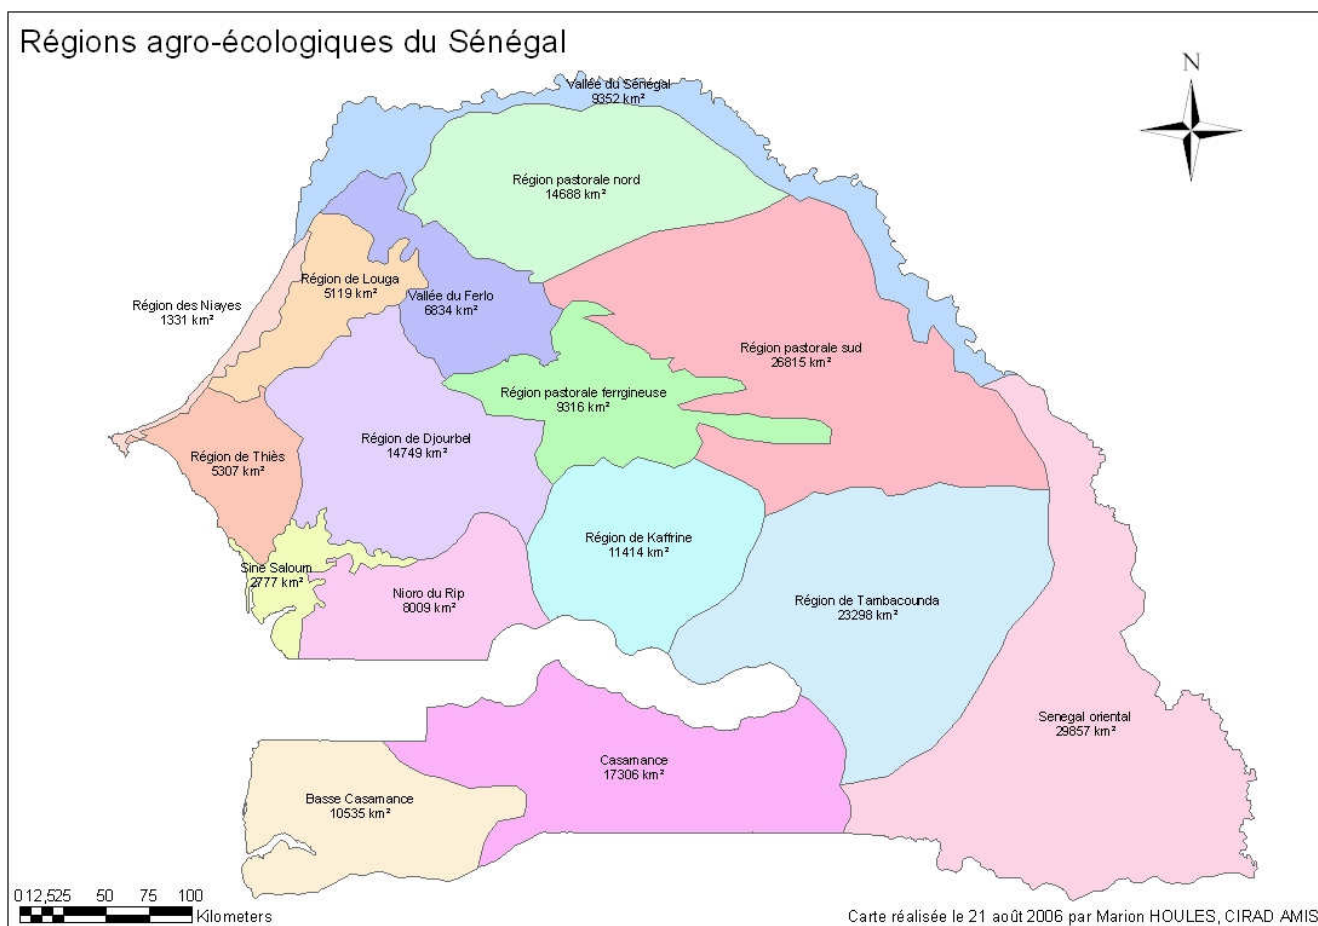 Régions agro-écologiques du Sénégal
N
Vallée du Sénégal
9352 km²
Région pastorale nord
14688 km²
Région de Louga
5119 km²
Région des Niayes
1331 km²
Vallée du Ferlo
6834 km²
Région pastorale sud
26815 km²
Région pastorale ferrgineuse
9316 km²
Région de Djourbel
14749 km²
Région de Thiès
5307 km²
Région de Kaffrine
11414 km²
Sine Saloum
2777 km²
Nioro du Rip
8009 km²
Région de Tambacounda
23298 km²
Senegal oriental
29857 km²
Casamance
17306 km²
Basse Casamance
10535 km²
0 12,525 50 75 100
Kilometers
Carte réalisée le 21 août 2006 par Marion HOULES, CIRAD AMIS